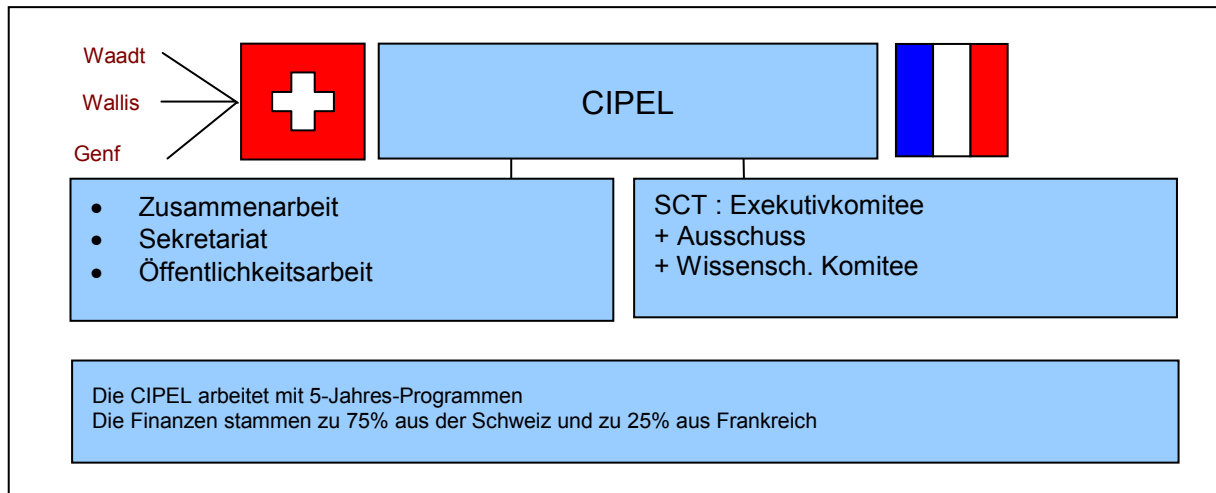 Waadt
Wallis
Genf
CIPEL
• Zusammenarbeit
• Sekretariat
• Öffentlichkeitsarbeit
SCT : Exekutivkomitee
+ Ausschuss
+ Wissensch. Komitee
Die CIPEL arbeitet mit 5-Jahres-Programmen
Die Finanzen stammen zu 75% aus der Schweiz und zu 25% aus Frankreich